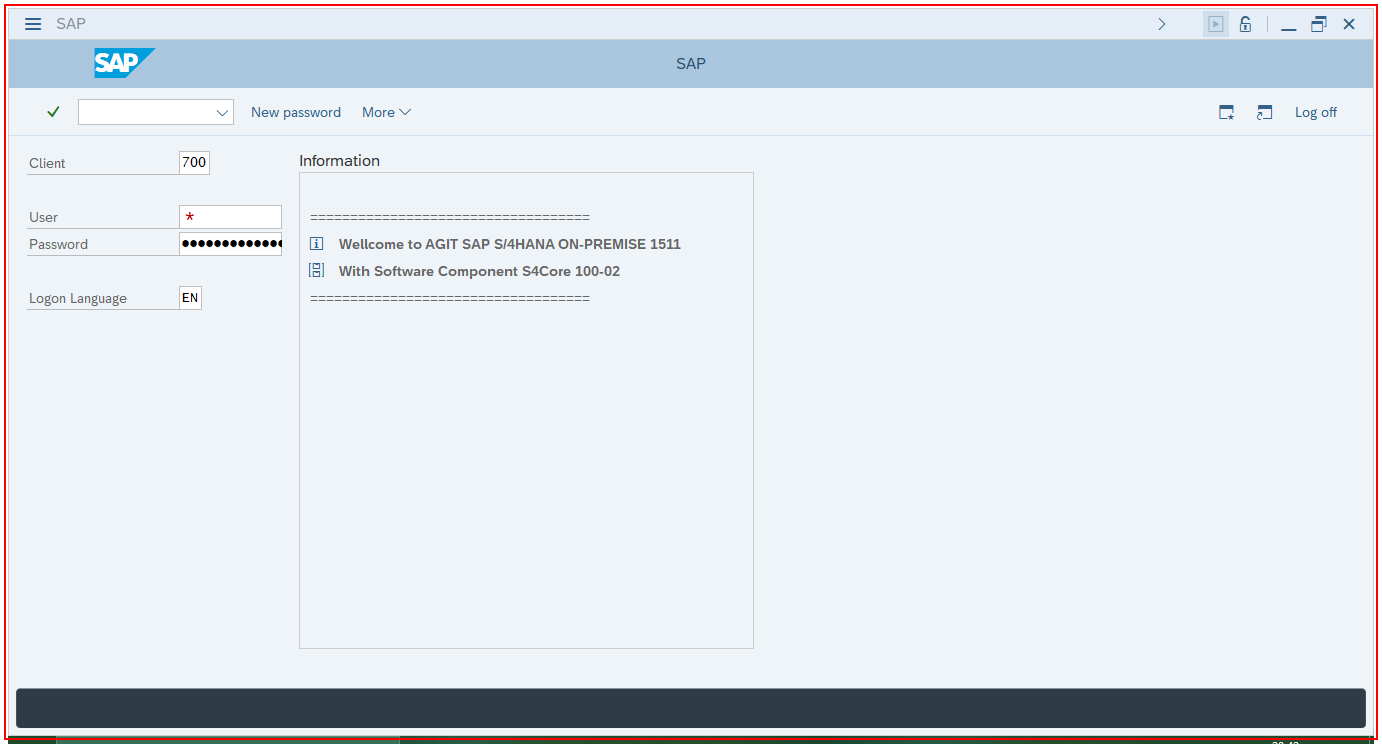 SAP
SAP
SAP
New password More Log off
Client 700
User *
Password ●●●●●●●●●●●●●
Logon Language EN
Information
===================================
Wellcome to AGIT SAP S/4HANA ON-PREMISE 1511
With Software Component S4Core 100-02
===================================